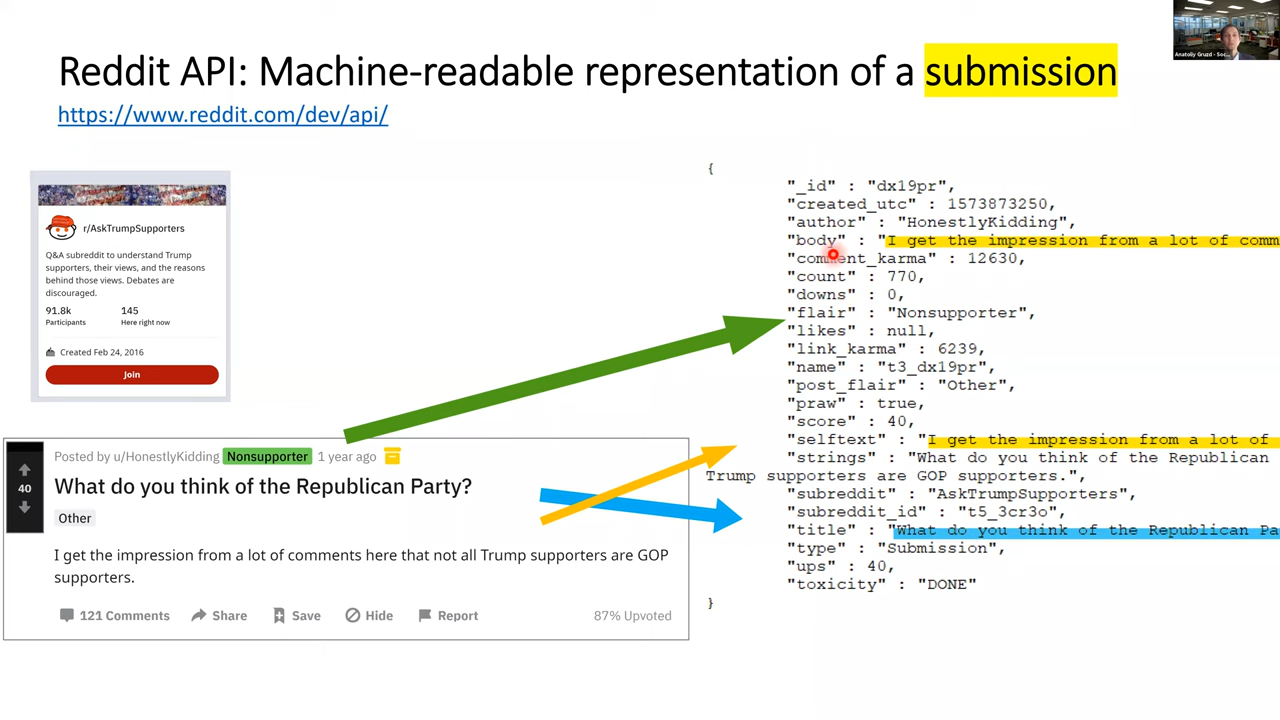 Reddit API: Machine-readable representation of a submission
https://www.reddit.com/dev/api/
Anatoliy Gruzd - Soc...
r/AskTrumpSupporters
Q&A subreddit to understand Trump
supporters, their views, and the reasons
behind those views. Debates are
discouraged.
91.8k 145
Participants Here right now
Created Feb 24, 2016
Join
40
Posted by u/HonestlyKidding Nonsupporter 1 year ago
What do you think of the Republican Party?
Other
I get the impression from a lot of comments here that not all Trump supporters are GOP
supporters.
121 Comments Share Save Hide Report 87% Upvoted
{
"_id" : "dx19pr",
"created_utc" : 1573873250,
"author" : "HonestlyKidding",
"body" : "I get the impression from a lot of comm
"comment_karma" : 12630,
"count" : 770,
"downs" : 0,
"flair" : "Nonsupporter",
"likes" : null,
"link_karma" : 6239,
"name" : "t3_dx19pr",
"post_flair" : "Other",
"praw" : true,
"score" : 40,
"selftext" : "I get the impression from a lot of
"strings" : "What do you think of the Republican
Trump supporters are GOP supporters.",
"subreddit" : "AskTrumpSupporters",
"subreddit_id" : "t5_3cr3o",
"title" : "What do you think of the Republican Pa
"type" : "Submission",
"ups" : 40,
"toxicity" : "DONE"
}